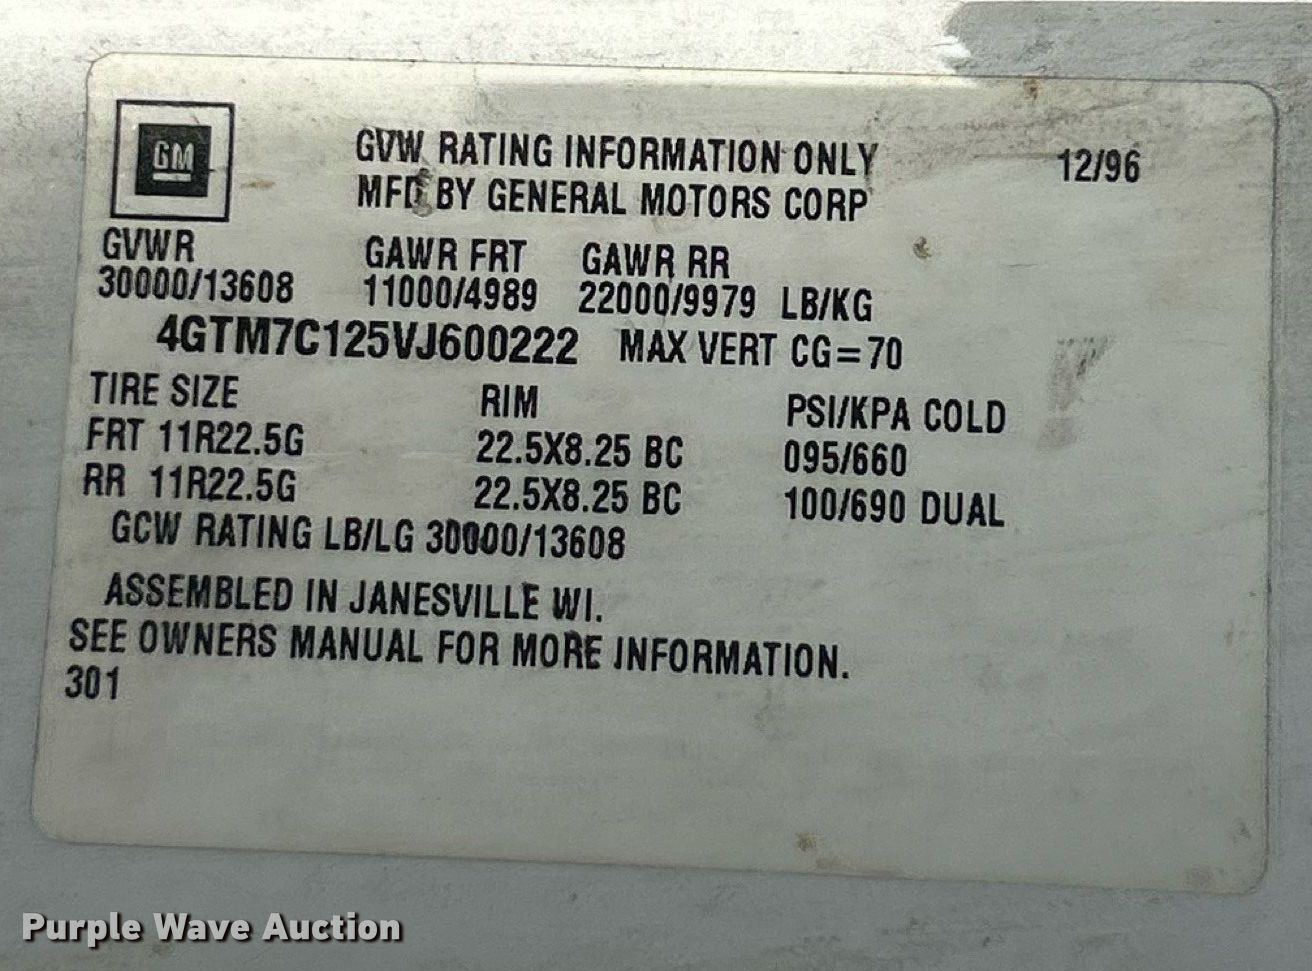 GM
GVW RATING INFORMATION ONLY 12/96
MFD BY GENERAL MOTORS CORP
GVWR GAWR FRT GAWR RR
30000/13608 11000/4989 22000/9979 LB/KG
4GTM7C125VJ600222 MAX VERT CG=70
TIRE SIZE RIM PSI/KPA COLD
FRT 11R22.5G 22.5X8.25 BC 095/660
RR 11R22.5G 22.5X8.25 BC 100/690 DUAL
GCW RATING LB/LG 30000/13608
ASSEMBLED IN JANESVILLE WI.
SEE OWNERS MANUAL FOR MORE INFORMATION.
301
Purple Wave Auction